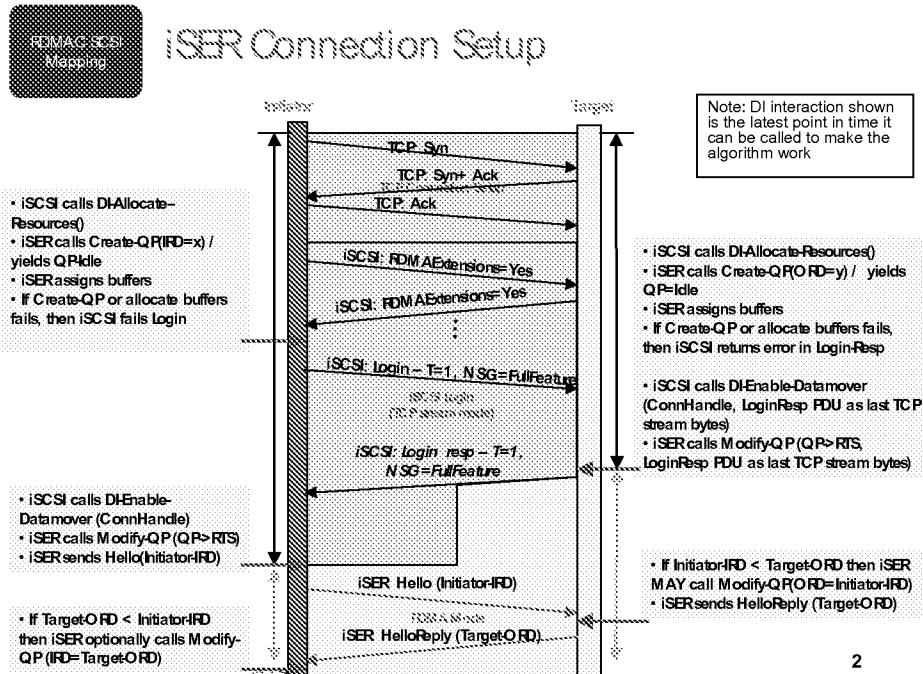 RDMAC-SCSI
Mapping
iSER Connection Setup
Initiator
Target
Note: DI interaction shown
is the latest point in time it
can be called to make the
algorithm work
TCP: Syn
TCP: Syn+ Ack
TCP: Ack
• iSCSI calls DI-Allocate–
Resources()
• iSER calls Create-QP(IRD=x) /
yields QP-Idle
• iSER assigns buffers
• If Create-QP or allocate buffers
fails, then iSCSI fails Login
iSCSI: RDMAExtensions=Yes
iSCSI: RDMAExtensions=Yes
• iSCSI calls DI-Allocate-Resources()
• iSER calls Create-QP(ORD=y) / yields
QP=Idle
• iSER assigns buffers
• If Create-QP or allocate buffers fails,
then iSCSI returns error in Login-Resp
iSCSI: Login – T=1, NSG=FullFeature
iSCSI Login
(TCP stream mode)
• iSCSI calls DI-Enable-Datamover
(ConnHandle, LoginResp PDU as last TCP
stream bytes)
• iSER calls Modify-QP (QP->RTS,
LoginResp PDU as last TCP stream bytes)
iSCSI: Login resp – T=1,
NSG=FullFeature
• iSCSI calls DI-Enable-
Datamover (ConnHandle)
• iSER calls Modify-QP (QP->RTS)
• iSER sends Hello(Initiator-IRD)
iSER Hello (Initiator-IRD)
• If Initiator-IRD < Target-ORD then iSER
MAY call Modify-QP(ORD=Initiator-IRD)
• iSER sends HelloReply (Target-ORD)
RDMA Mode
iSER HelloReply (Target-ORD)
• If Target-ORD < Initiator-IRD
then iSER optionally calls Modify-
QP (IRD=Target-ORD)
2